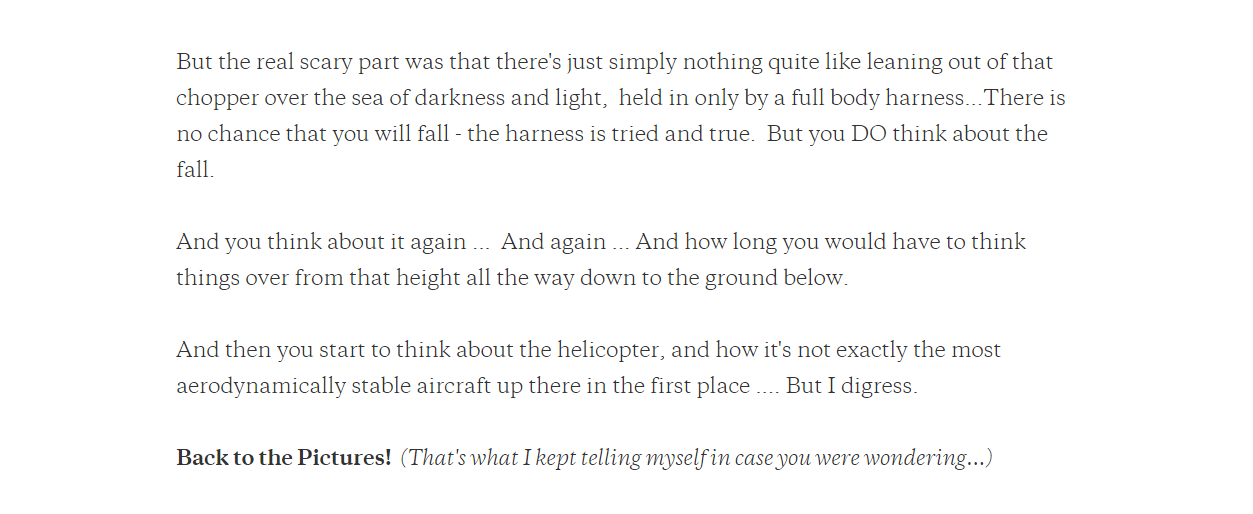 But the real scary part was that there's just simply nothing quite like leaning out of that
chopper over the sea of darkness and light,  held in only by a full body harness...There is
no chance that you will fall - the harness is tried and true.  But you DO think about the
fall.
And you think about it again ...  And again ... And how long you would have to think
things over from that height all the way down to the ground below.
And then you start to think about the helicopter, and how it's not exactly the most
aerodynamically stable aircraft up there in the first place .... But I digress.
Back to the Pictures!  (That's what I kept telling myself in case you were wondering...)